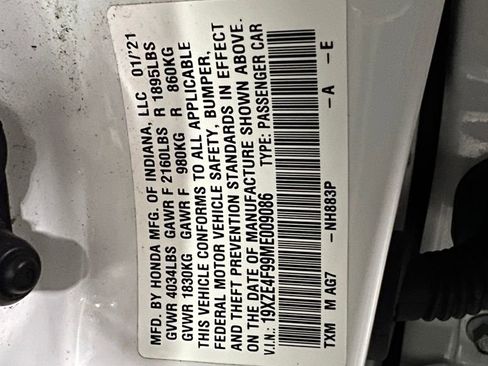 MFD. BY HONDA MFG. OF INDIANA, LLC 01/'21
GVWR 4034LBS GAWR F 2160LBS R 1895LBS
GVWR 1830KG GAWR F 980KG R 860KG
THIS VEHICLE CONFORMS TO ALL APPLICABLE
FEDERAL MOTOR VEHICLE SAFETY, BUMPER,
AND THEFT PREVENTION STANDARDS IN EFFECT
ON THE DATE OF MANUFACTURE SHOWN ABOVE.
V.I.N.: 19XZE4F99ME009086 TYPE: PASSENGER CAR
TXM M AG7 -NH883P -A -E